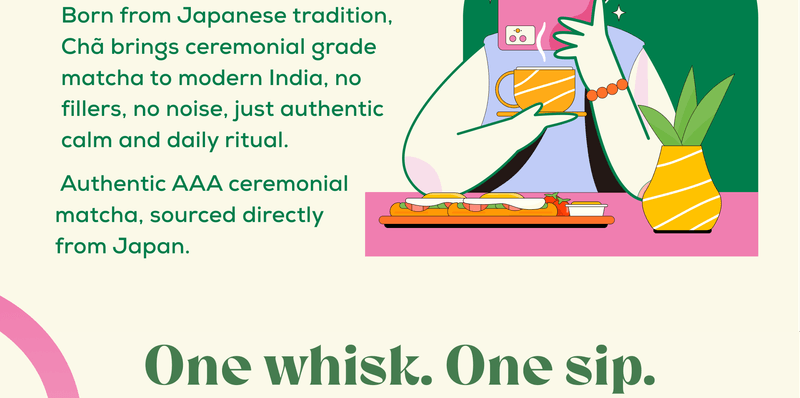 Born from Japanese tradition,
Chã brings ceremonial grade
matcha to modern India, no
fillers, no noise, just authentic
calm and daily ritual.
Authentic AAA ceremonial
matcha, sourced directly
from Japan.
One whisk. One sip.